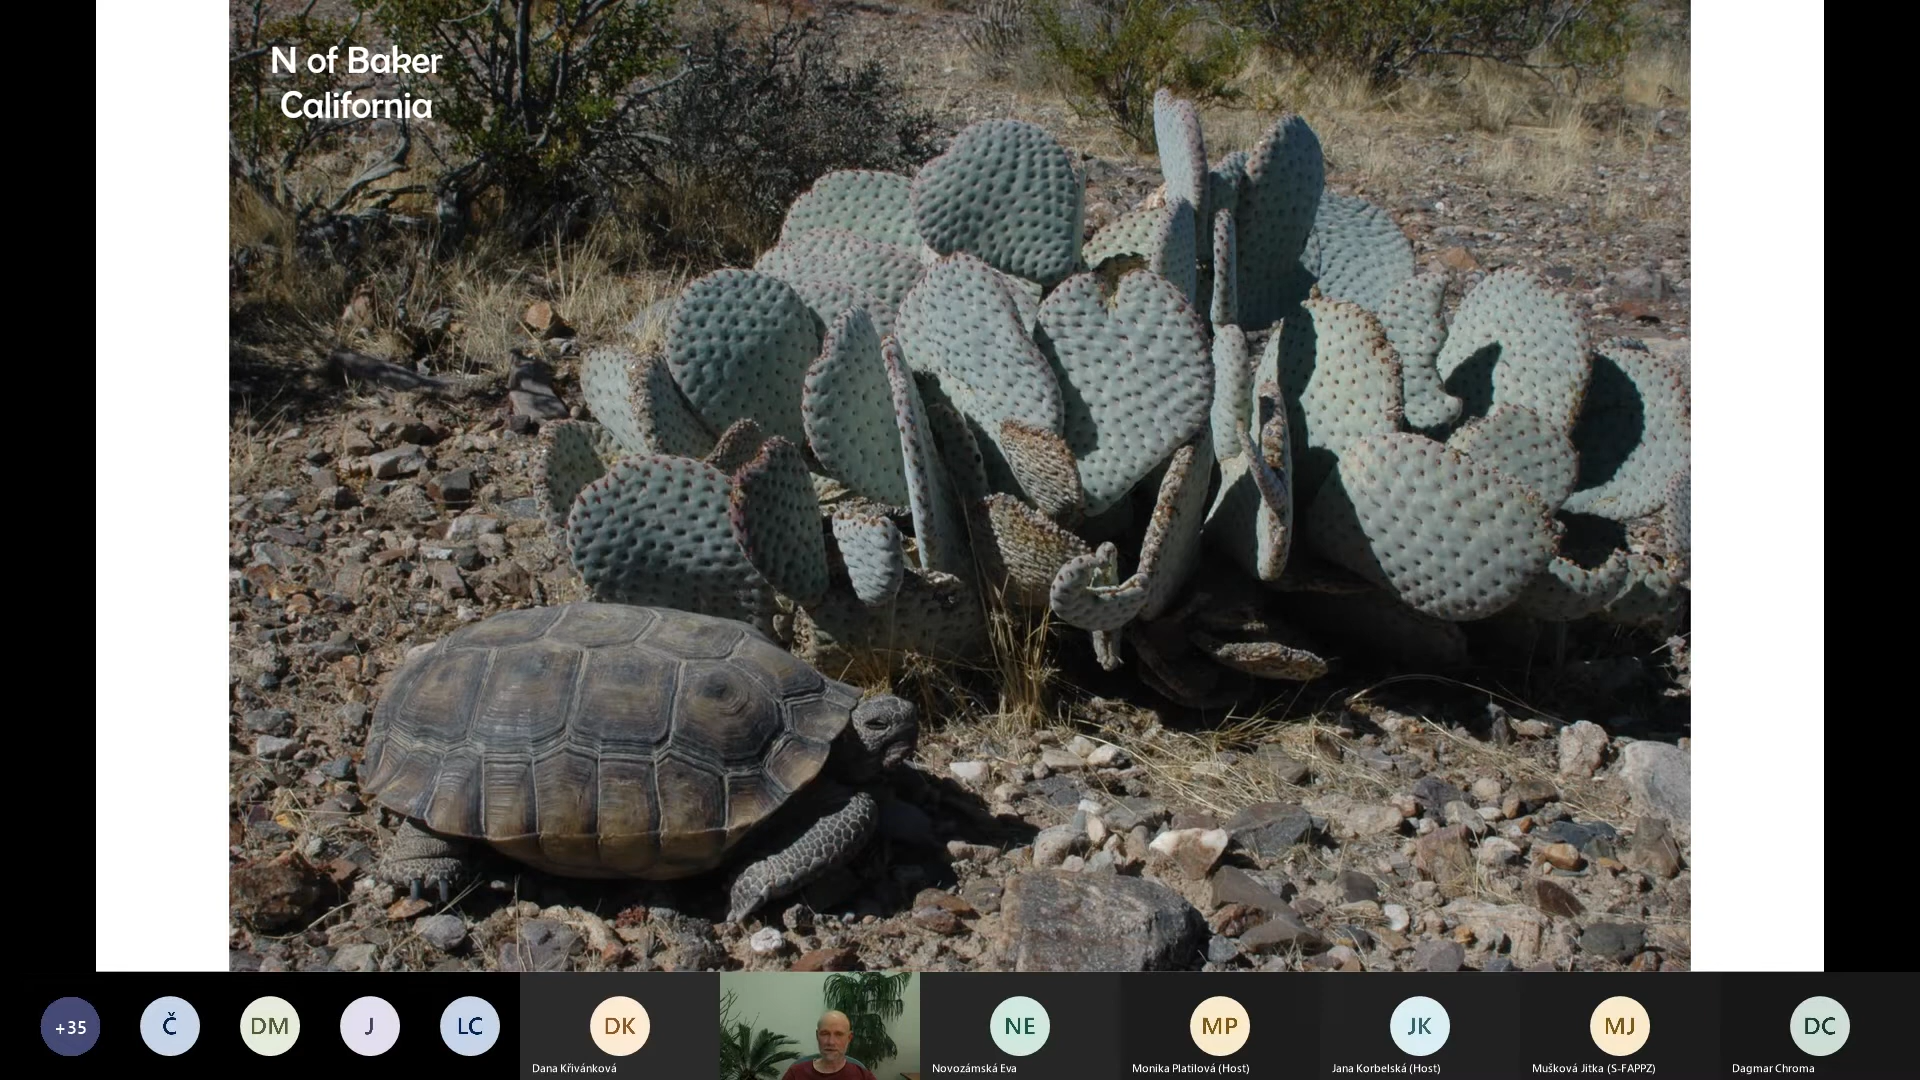 N of Baker
California
+35
Č
DM
J
LC
DK
NE
MP
JK
MJ
DC
Dana Křivánková
Novozámská Eva
Monika Platilová (Host)
Jana Korbelská (Host)
Mušková Jitka (S-FAPPZ)
Dagmar Chroma